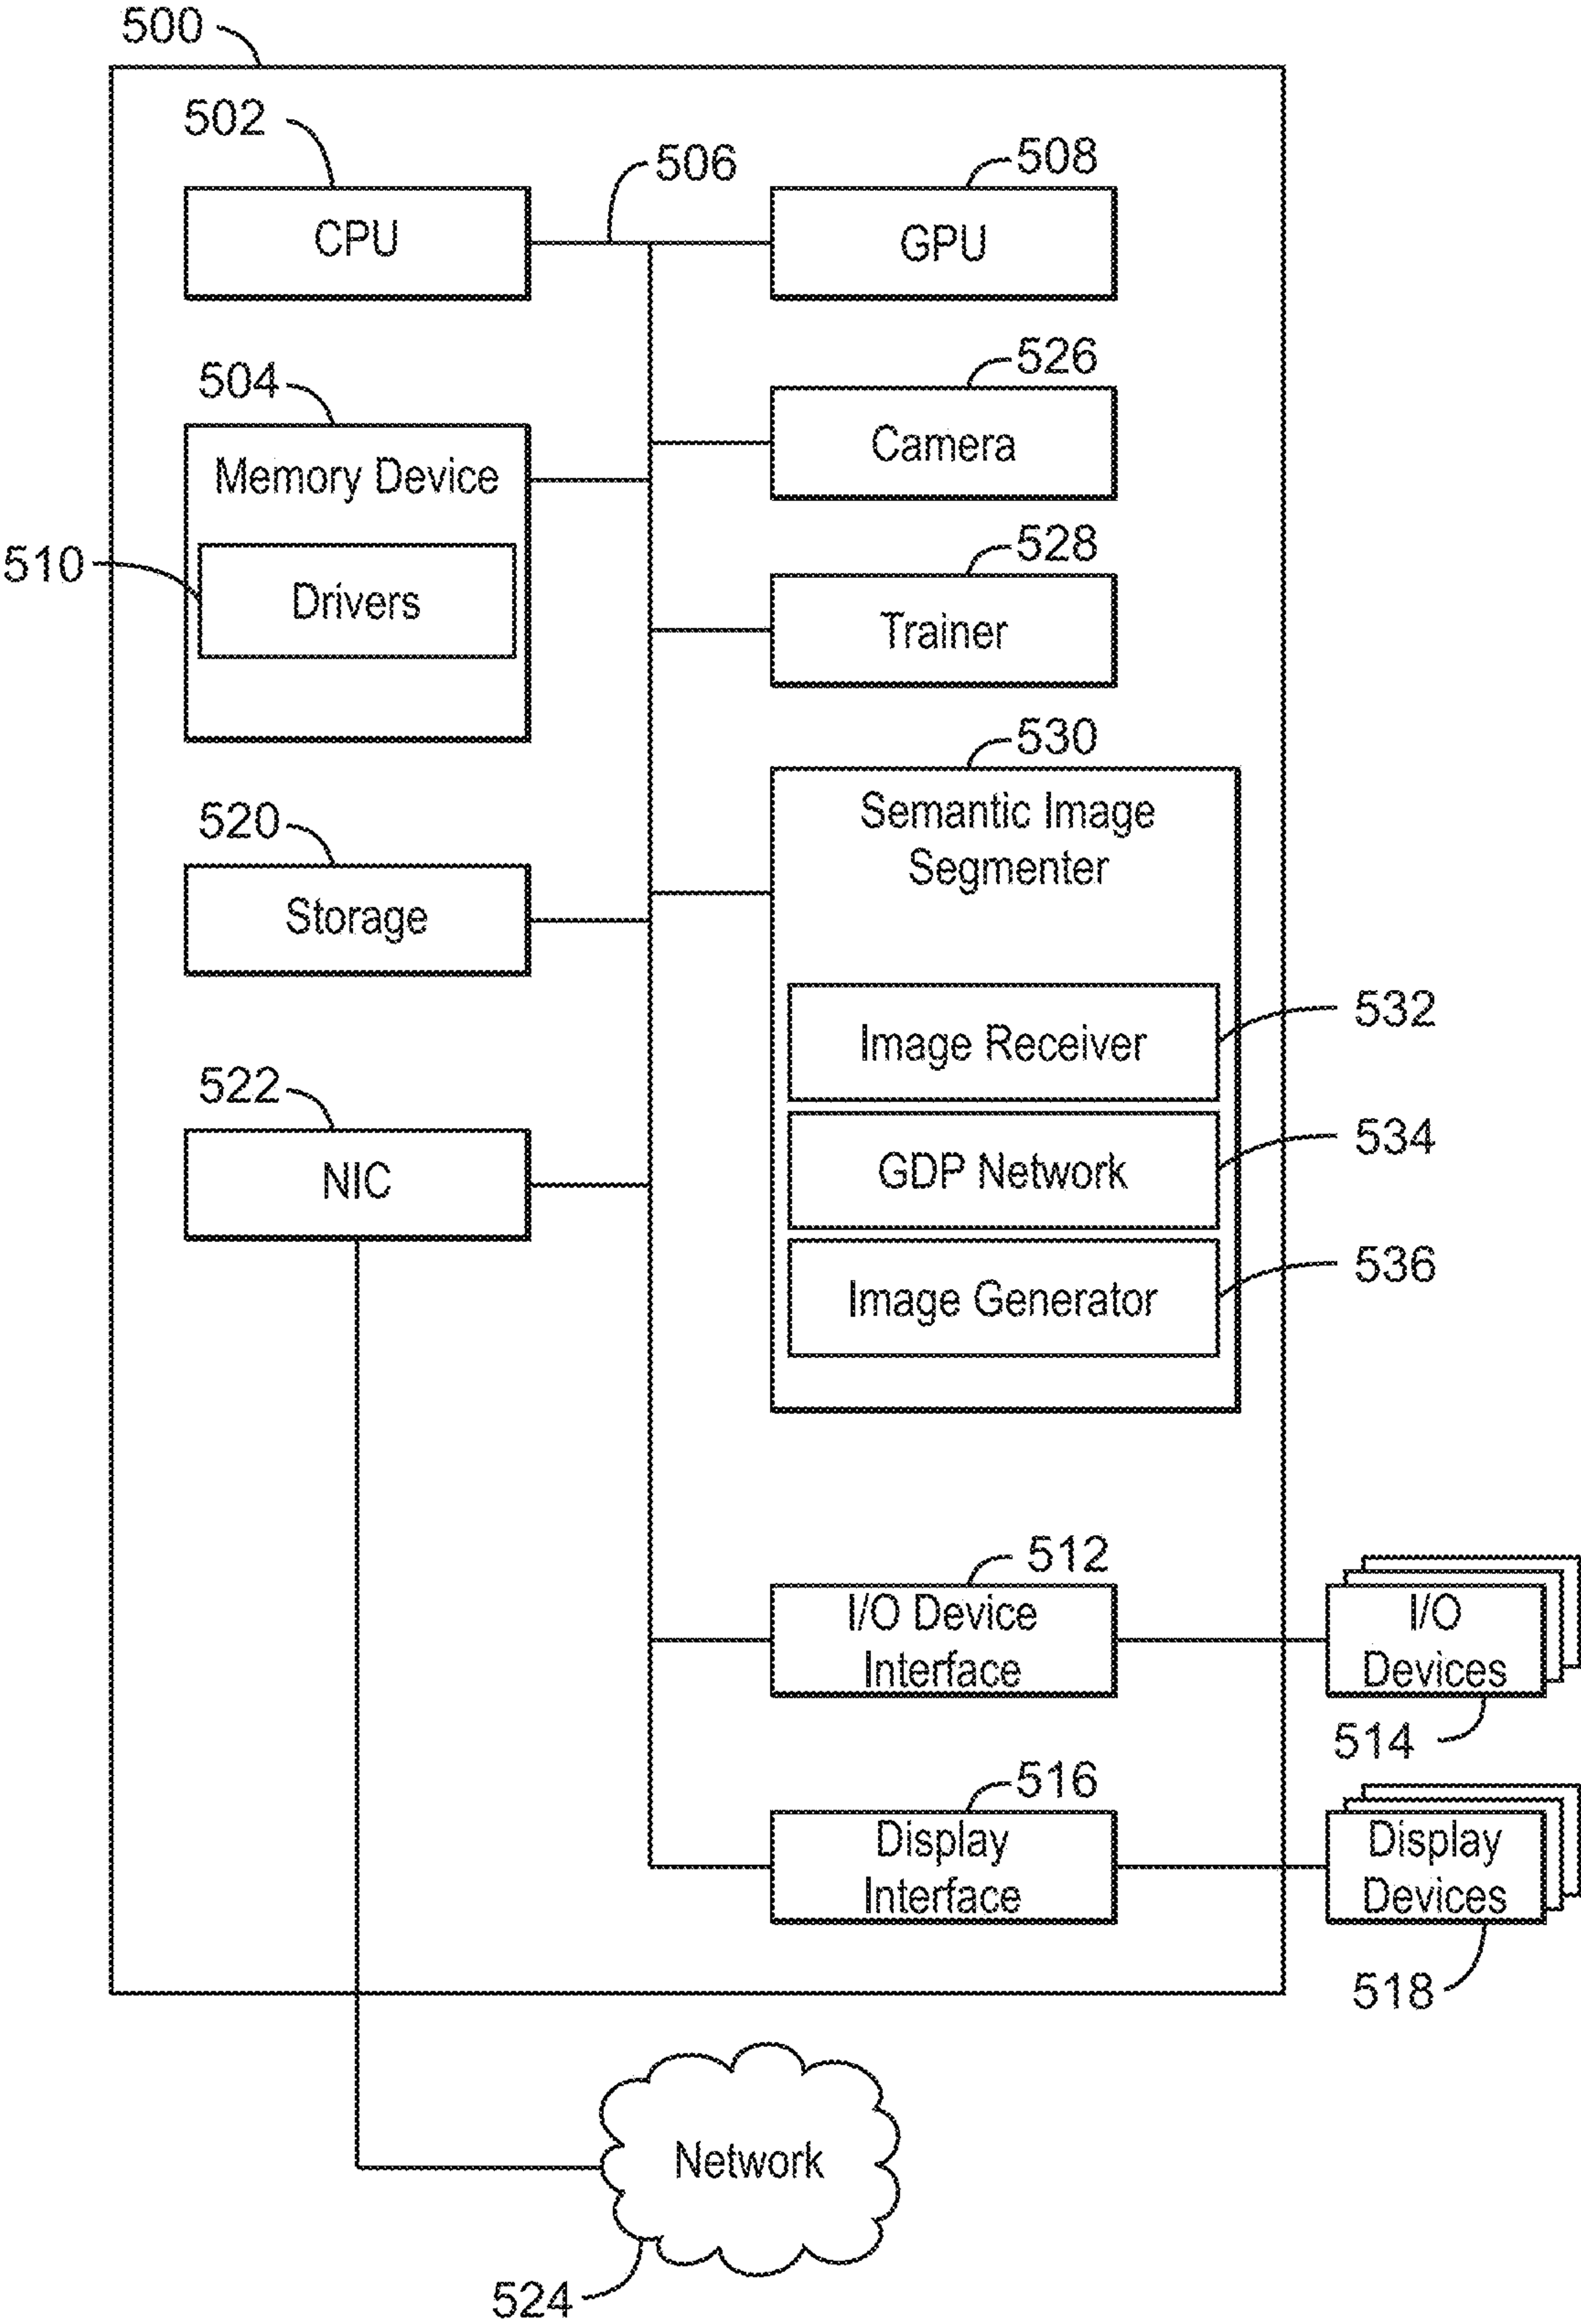 500
502
506
508
CPU
GPU
504
526
Memory Device
Camera
510
Drivers
528
Trainer
530
Semantic Image
Segmenter
520
Storage
532
Image Receiver
522
NIC
534
GDP Network
536
Image Generator
512
I/O Device
Interface
I/O
Devices
514
516
Display
Interface
Display
Devices
518
Network
524